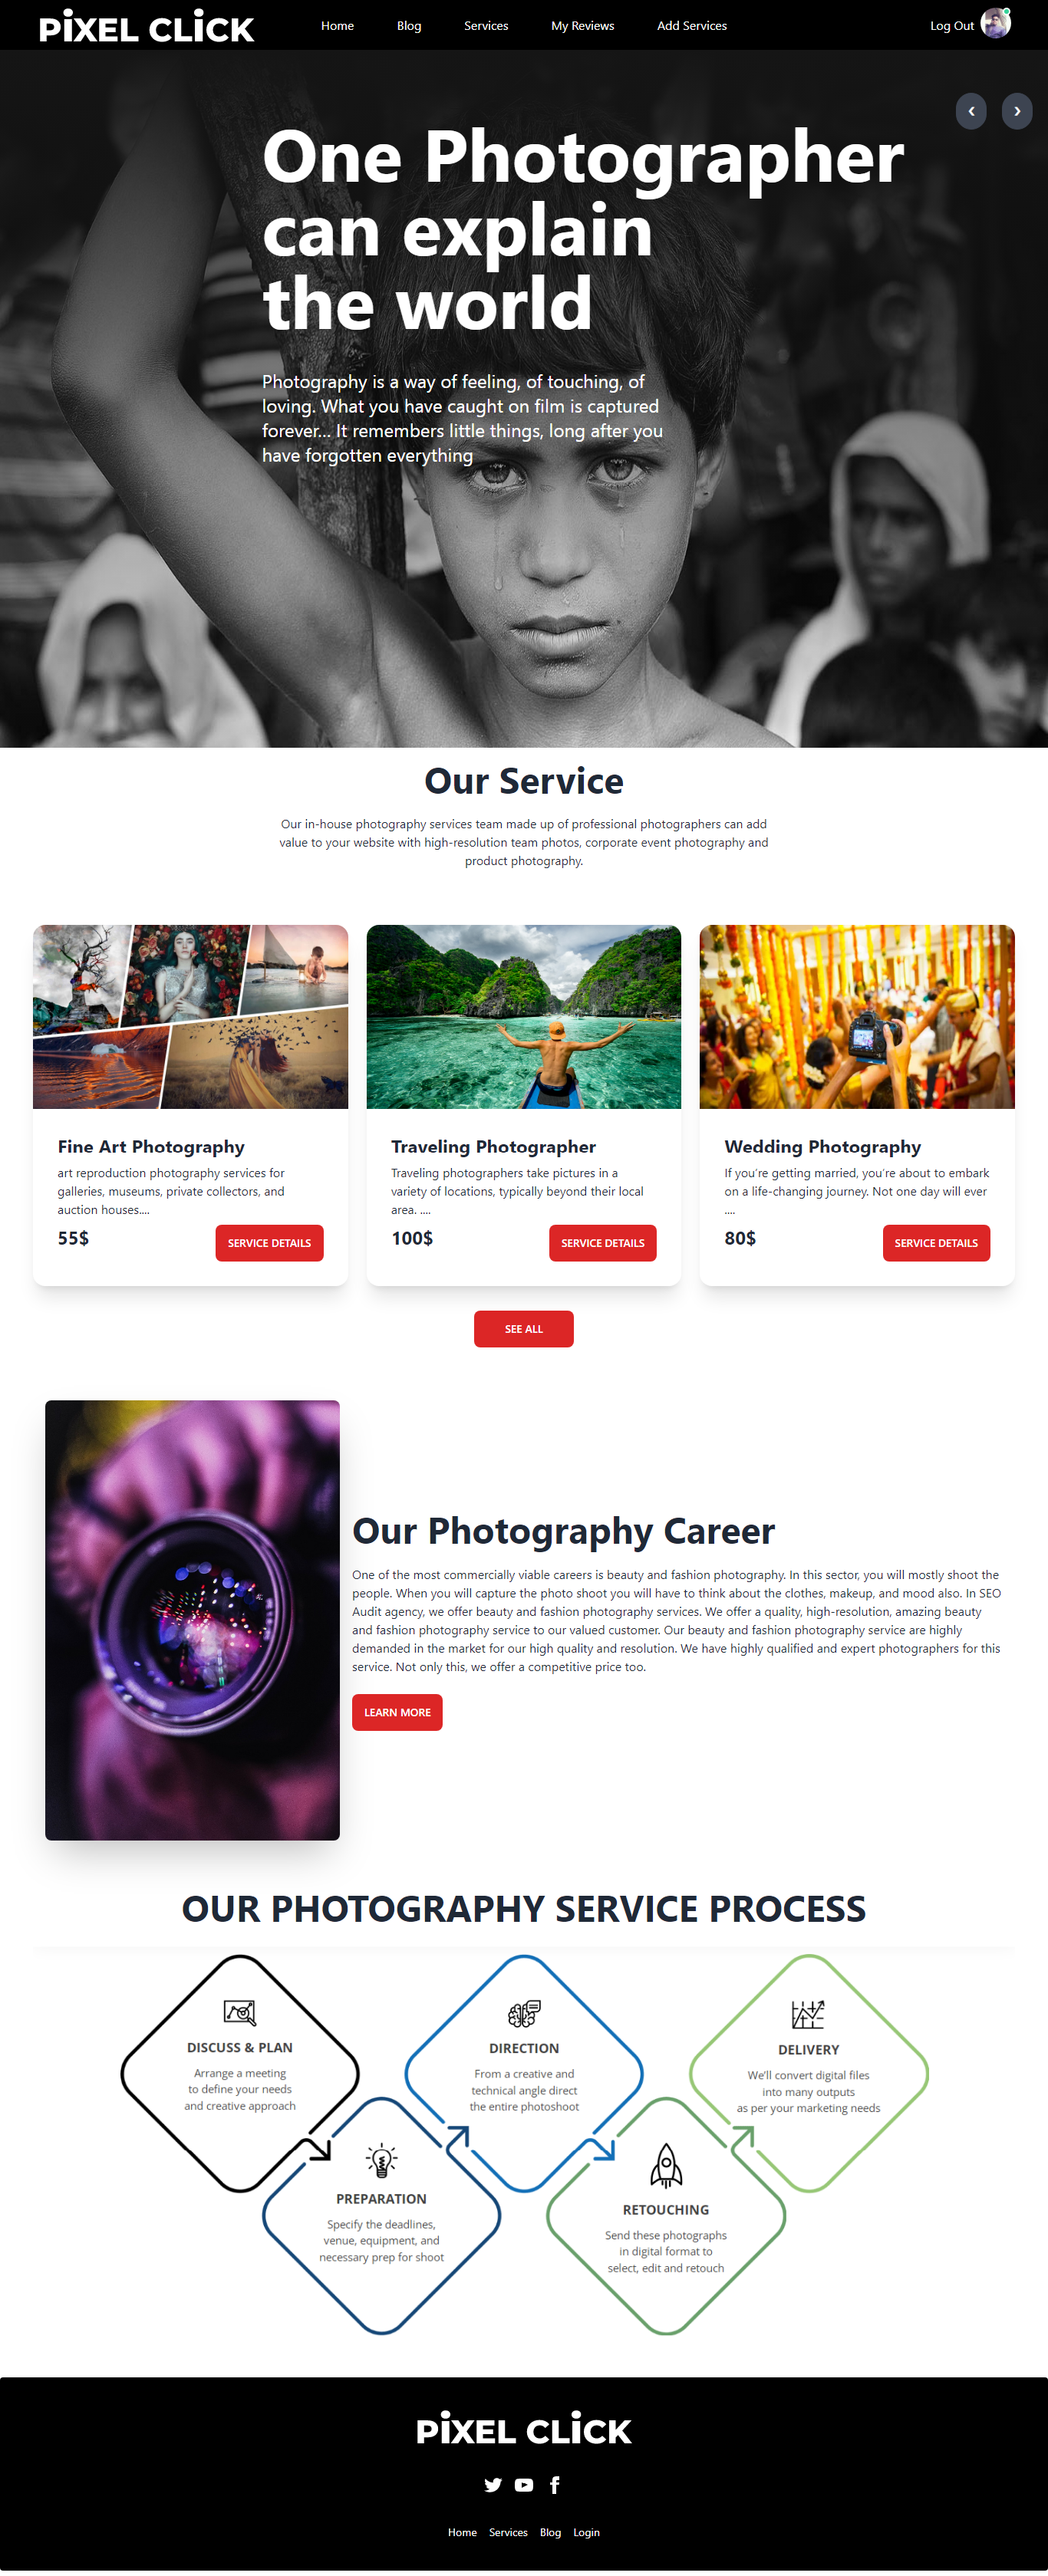 PiXEL CLiCK
Home Blog Services My Reviews Add Services
Log Out
‹ ›
One Photographer
can explain
the world
Photography is a way of feeling, of touching, of
loving. What you have caught on film is captured
forever... It remembers little things, long after you
have forgotten everything
Our Service
Our in-house photography services team made up of professional photographers can add
value to your website with high-resolution team photos, corporate event photography and
product photography.
Fine Art Photography
art reproduction photography services for
galleries, museums, private collectors, and
auction houses....
55$
SERVICE DETAILS
Traveling Photographer
Traveling photographers take pictures in a
variety of locations, typically beyond their local
area. ....
100$
SERVICE DETAILS
Wedding Photography
If you're getting married, you're about to embark
on a life-changing journey. Not one day will ever
....
80$
SERVICE DETAILS
SEE ALL
Our Photography Career
One of the most commercially viable careers is beauty and fashion photography. In this sector, you will mostly shoot the
people. When you will capture the photo shoot you will have to think about the clothes, makeup, and mood also. In SEO
Audit agency, we offer beauty and fashion photography services. We offer a quality, high-resolution, amazing beauty
and fashion photography service to our valued customer. Our beauty and fashion photography service are highly
demanded in the market for our high quality and resolution. We have highly qualified and expert photographers for this
service. Not only this, we offer a competitive price too.
LEARN MORE
OUR PHOTOGRAPHY SERVICE PROCESS
DISCUSS & PLAN
Arrange a meeting
to define your needs
and creative approach
DIRECTION
From a creative and
technical angle direct
the entire photoshoot
DELIVERY
We'll convert digital files
into many outputs
as per your marketing needs
PREPARATION
Specify the deadlines,
venue, equipment, and
necessary prep for shoot
RETOUCHING
Send these photographs
in digital format to
select, edit and retouch
PiXEL CLiCK
Home Services Blog Login